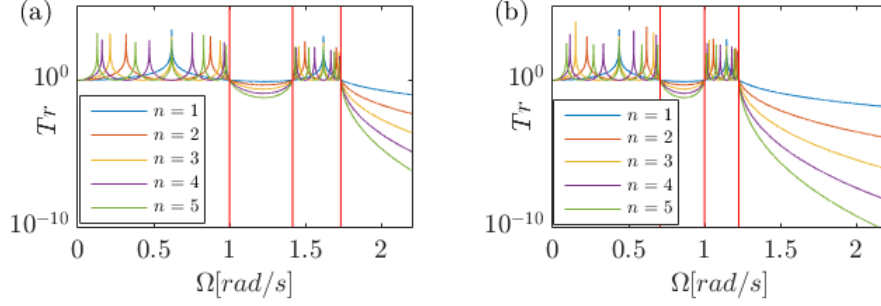 (a)
10^0
Tr
n = 1
n = 2
n = 3
n = 4
n = 5
10^-10
0 0.5 1 1.5 2
Ω[rad/s]
(b)
10^0
Tr
n = 1
n = 2
n = 3
n = 4
n = 5
10^-10
0 0.5 1 1.5 2
Ω[rad/s]